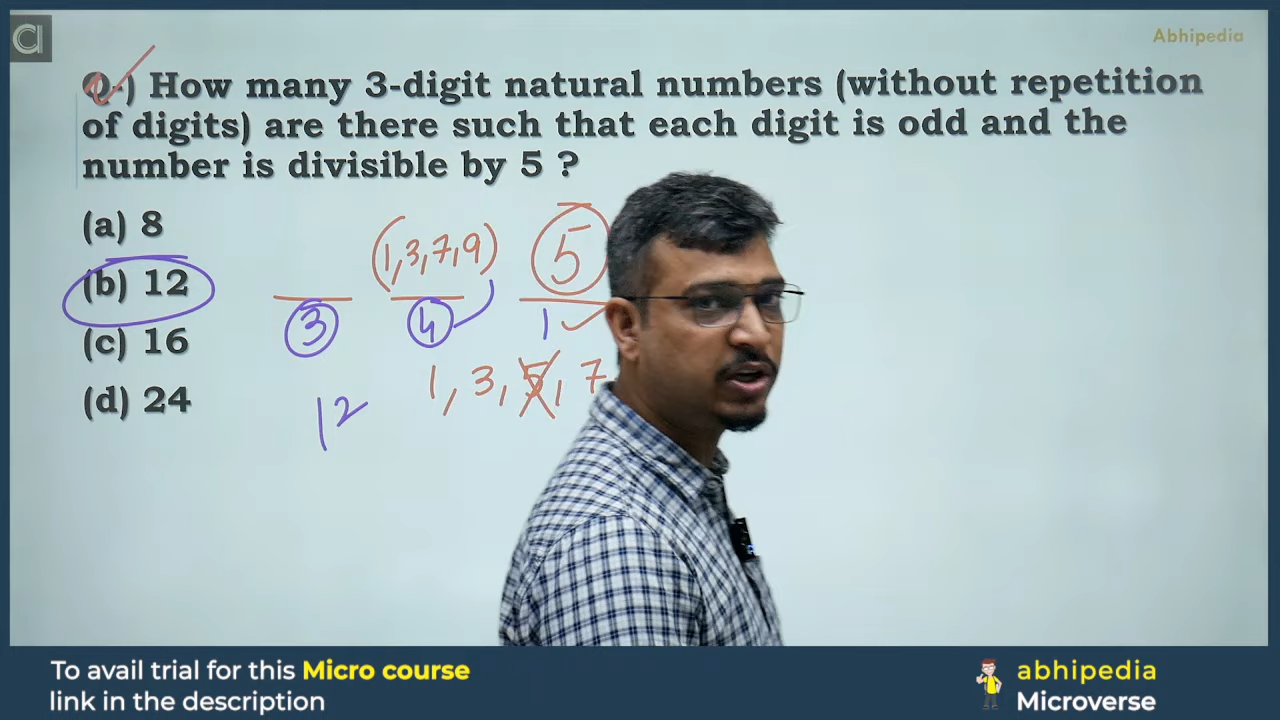 Abhipedia
Q-) How many 3-digit natural numbers (without repetition
of digits) are there such that each digit is odd and the
number is divisible by 5 ?
(a) 8
(b) 12
(c) 16
(d) 24
(1,3,7,9) 5
3 4 1
1, 3, 5, 7
12
To avail trial for this Micro course
link in the description
abhipedia
Microverse